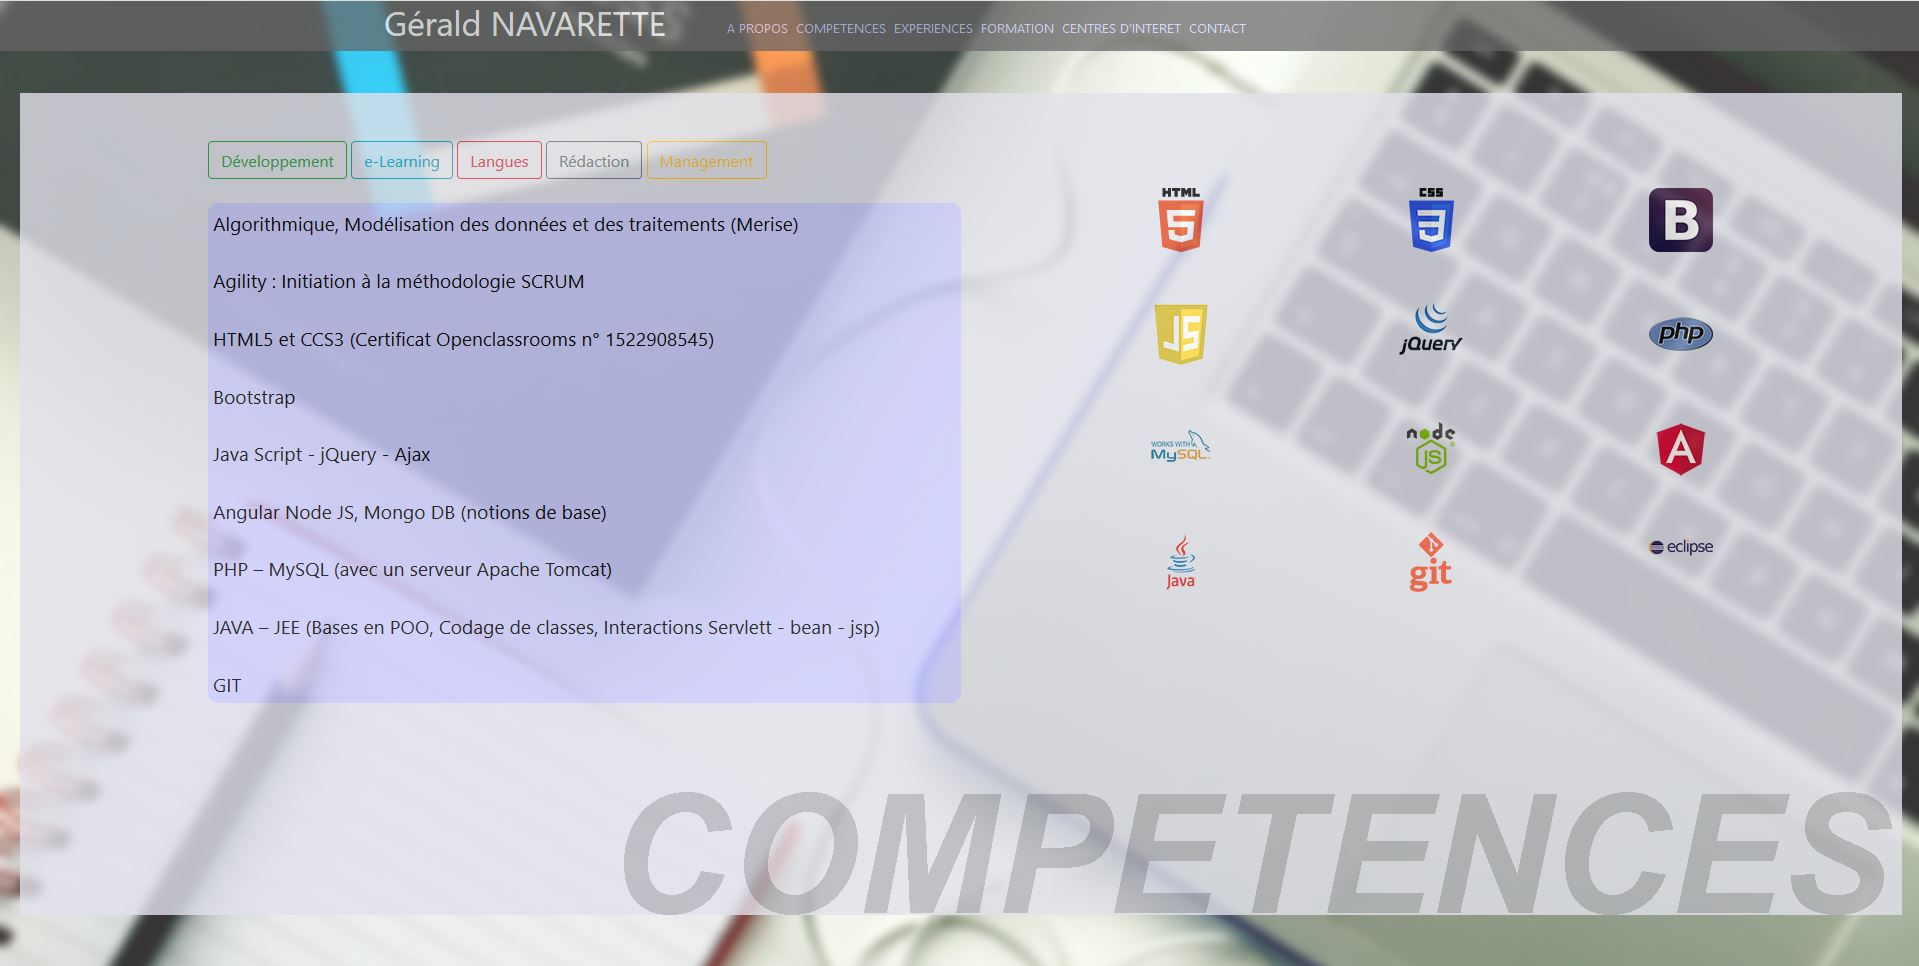 Gérald NAVARETTE
A PROPOS COMPETENCES EXPERIENCES FORMATION CENTRES D'INTERET CONTACT
Développement e-Learning Langues Rédaction Management
Algorithmique, Modélisation des données et des traitements (Merise)
Agility : Initiation à la méthodologie SCRUM
HTML5 et CCS3 (Certificat Openclassrooms n° 1522908545)
Bootstrap
Java Script - jQuery - Ajax
Angular Node JS, Mongo DB (notions de base)
PHP – MySQL (avec un serveur Apache Tomcat)
JAVA – JEE (Bases en POO, Codage de classes, Interactions Servlett - bean - jsp)
GIT
HTML 5
CSS 3
B
JS
jQuery
php
WORKS WITH
MySQL
node
JS
A
Java
git
eclipse
COMPETENCES